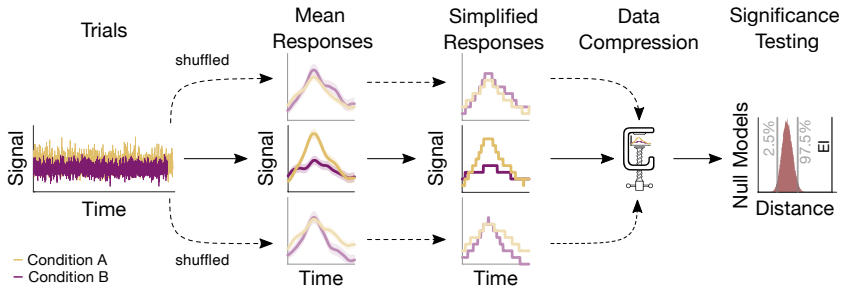 Trials
Mean
Responses
Simplified
Responses
Data
Compression
Significance
Testing
shuffled
Signal
Time
Signal
Signal
2.5%
97.5%
EI
Null Models
Distance
shuffled
Time
Time
Condition A
Condition B